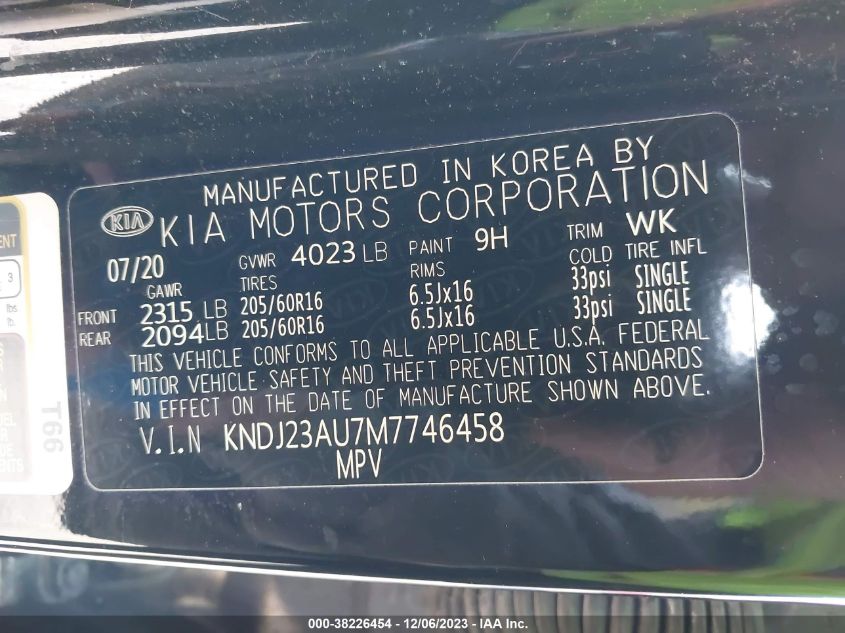 MANUFACTURED IN KOREA BY
KIA KIA MOTORS CORPORATION
07/20 GVWR 4023 LB PAINT 9H TRIM WK
GAWR TIRES RIMS COLD TIRE INFL
FRONT 2315 LB 205/60R16 6.5Jx16 33psi SINGLE
REAR 2094 LB 205/60R16 6.5Jx16 33psi SINGLE
THIS VEHICLE CONFORMS TO ALL APPLICABLE U.S.A. FEDERAL
MOTOR VEHICLE SAFETY AND THEFT PREVENTION STANDARDS
IN EFFECT ON THE DATE OF MANUFACTURE SHOWN ABOVE.
V.I.N KNDJ23AU7M7746458
MPV
3
lbs
lb.
T66
000-38226454 - 12/06/2023 - IAA Inc.